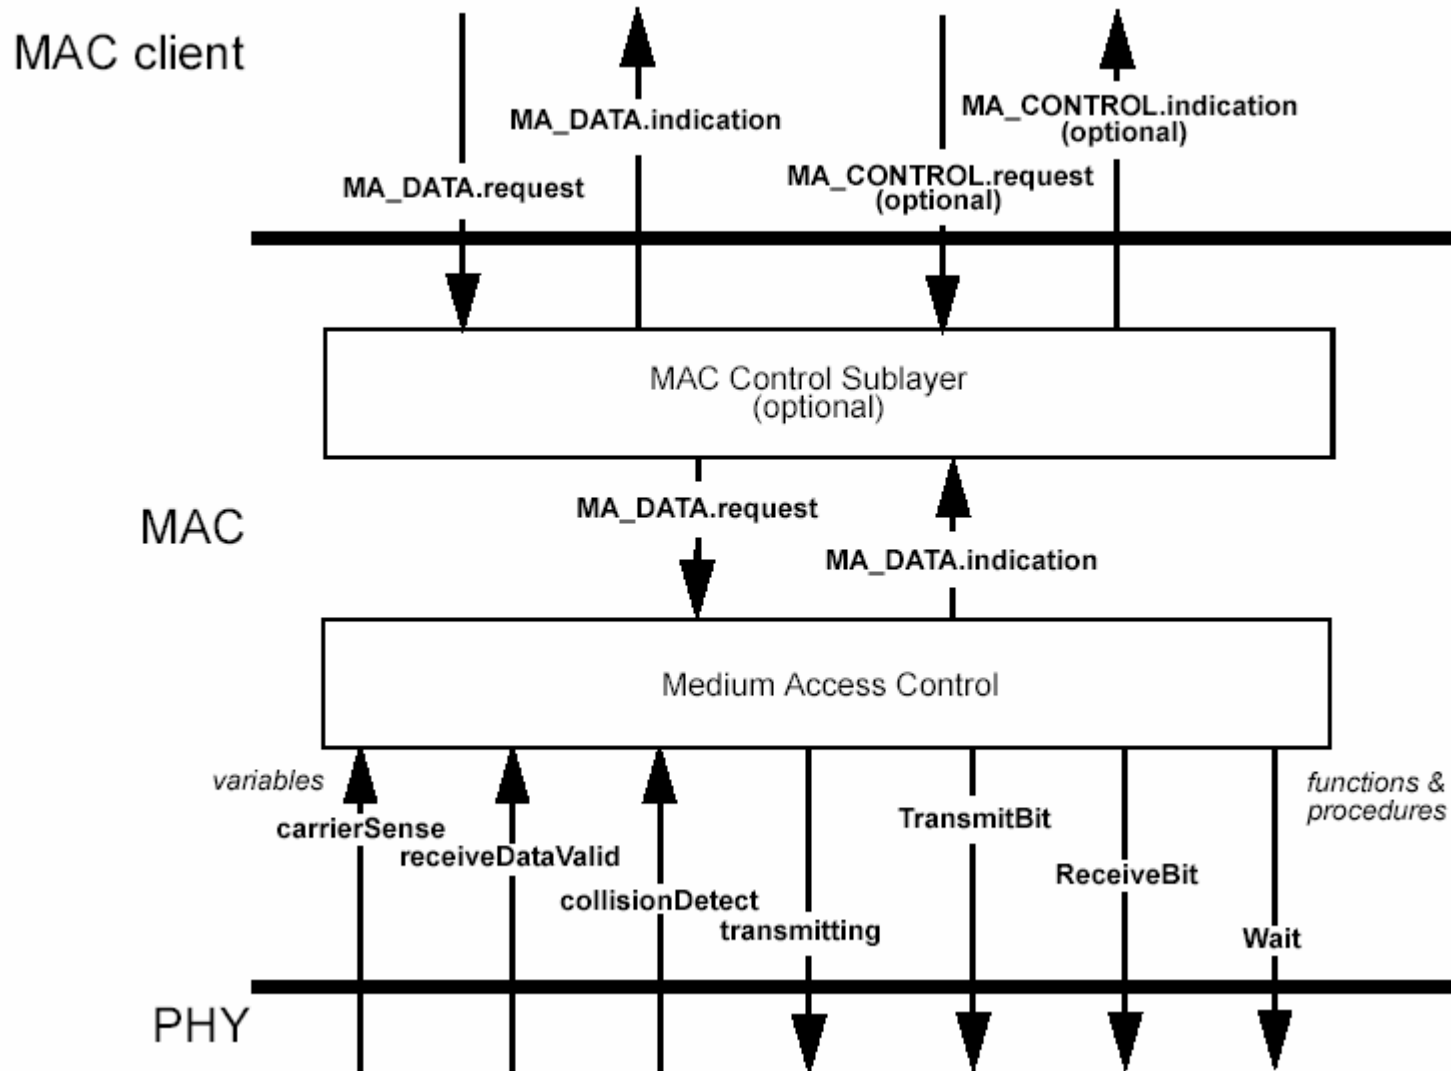 MAC client
MA_DATA.indication
MA_CONTROL.indication
(optional)
MA_DATA.request
MA_CONTROL.request
(optional)
MAC Control Sublayer
(optional)
MAC
MA_DATA.request
MA_DATA.indication
Medium Access Control
variables
functions &
procedures
carrierSense
receiveDataValid
collisionDetect
transmitting
TransmitBit
ReceiveBit
Wait
PHY